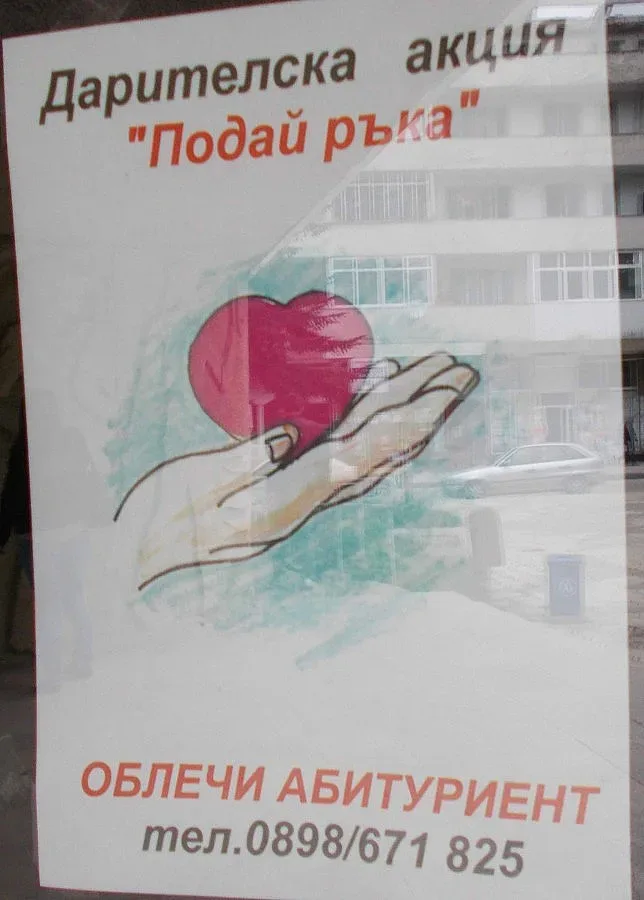 Дарителска акция
"Подай ръка"
ОБЛЕЧИ АБИТУРИЕНТ
тел.0898/671 825